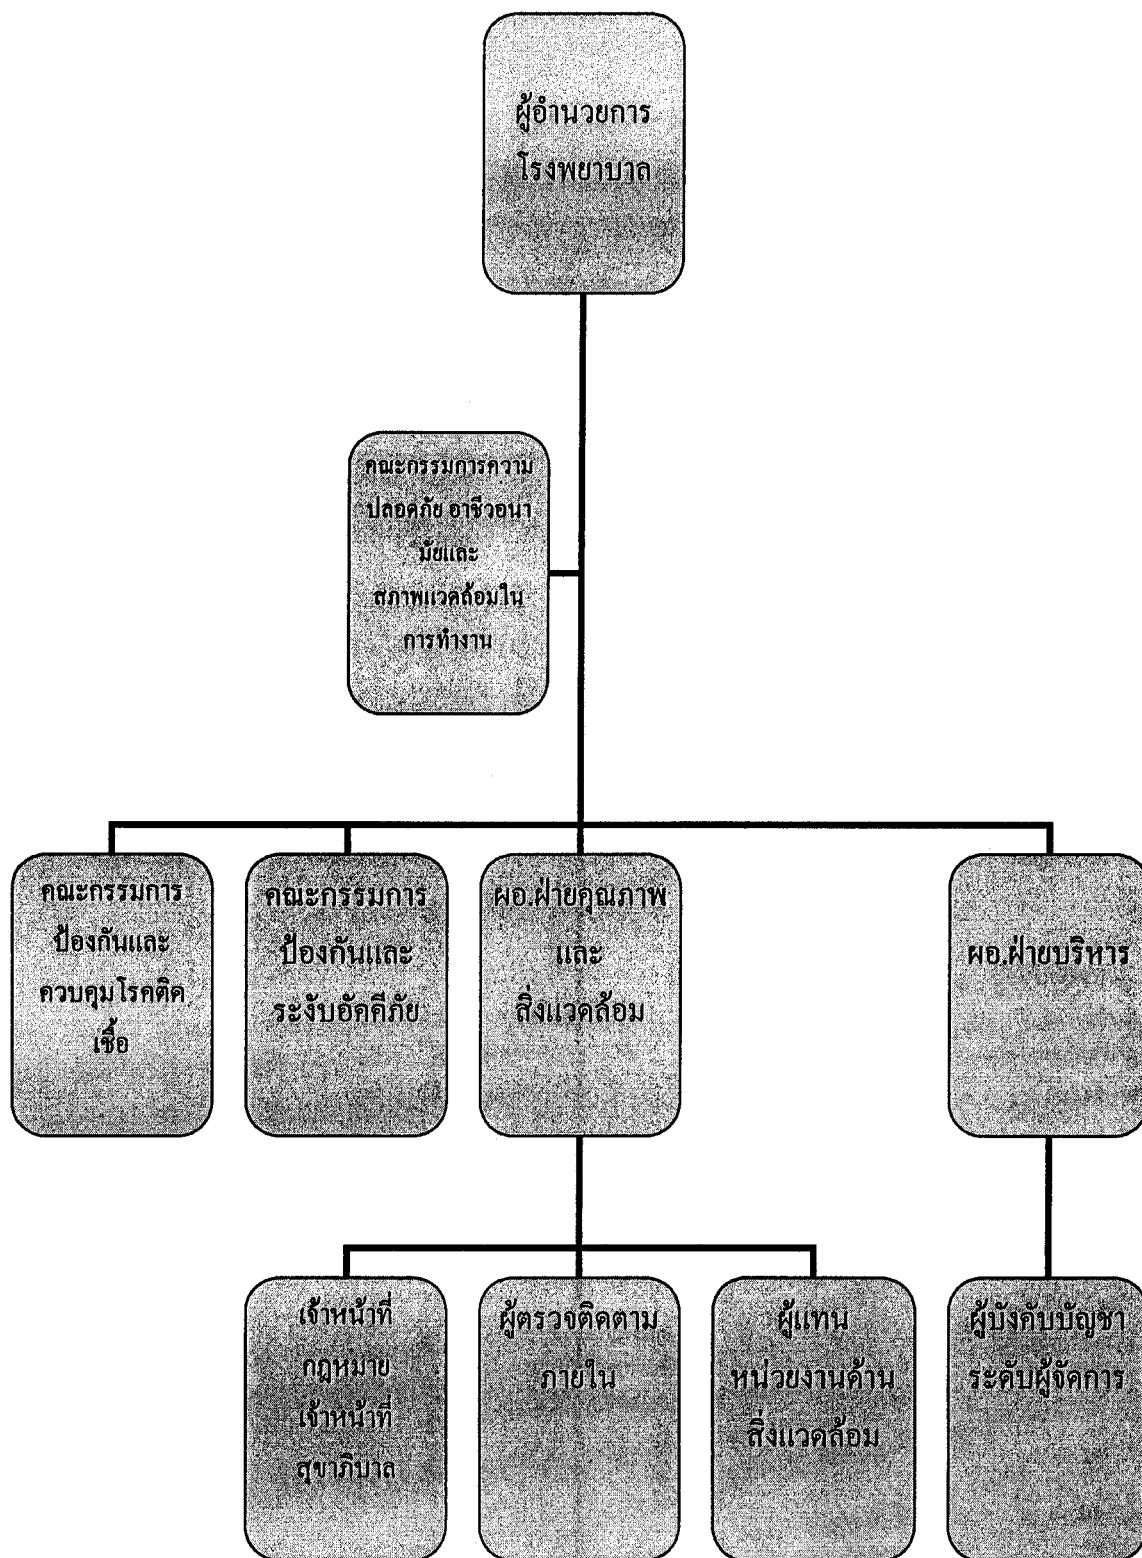 ผู้อำนวยการ
โรงพยาบาล
คณะกรรมการความ
ปลอดภัย อาชีวอนา
มัยและ
สภาพแวดล้อมใน
การทำงาน
คณะกรรมการ
ป้องกันและ
ควบคุมโรคติด
เชื้อ
คณะกรรมการ
ป้องกันและ
ระงับอัคคีภัย
ผอ.ฝ่ายคุณภาพ
และ
สิ่งแวดล้อม
ผอ.ฝ่ายบริหาร
เจ้าหน้าที่
กฎหมาย
เจ้าหน้าที่
สุขาภิบาล
ผู้ตรวจติดตาม
ภายใน
ผู้แทน
หน่วยงานด้าน
สิ่งแวดล้อม
ผู้บังคับบัญชา
ระดับผู้จัดการ